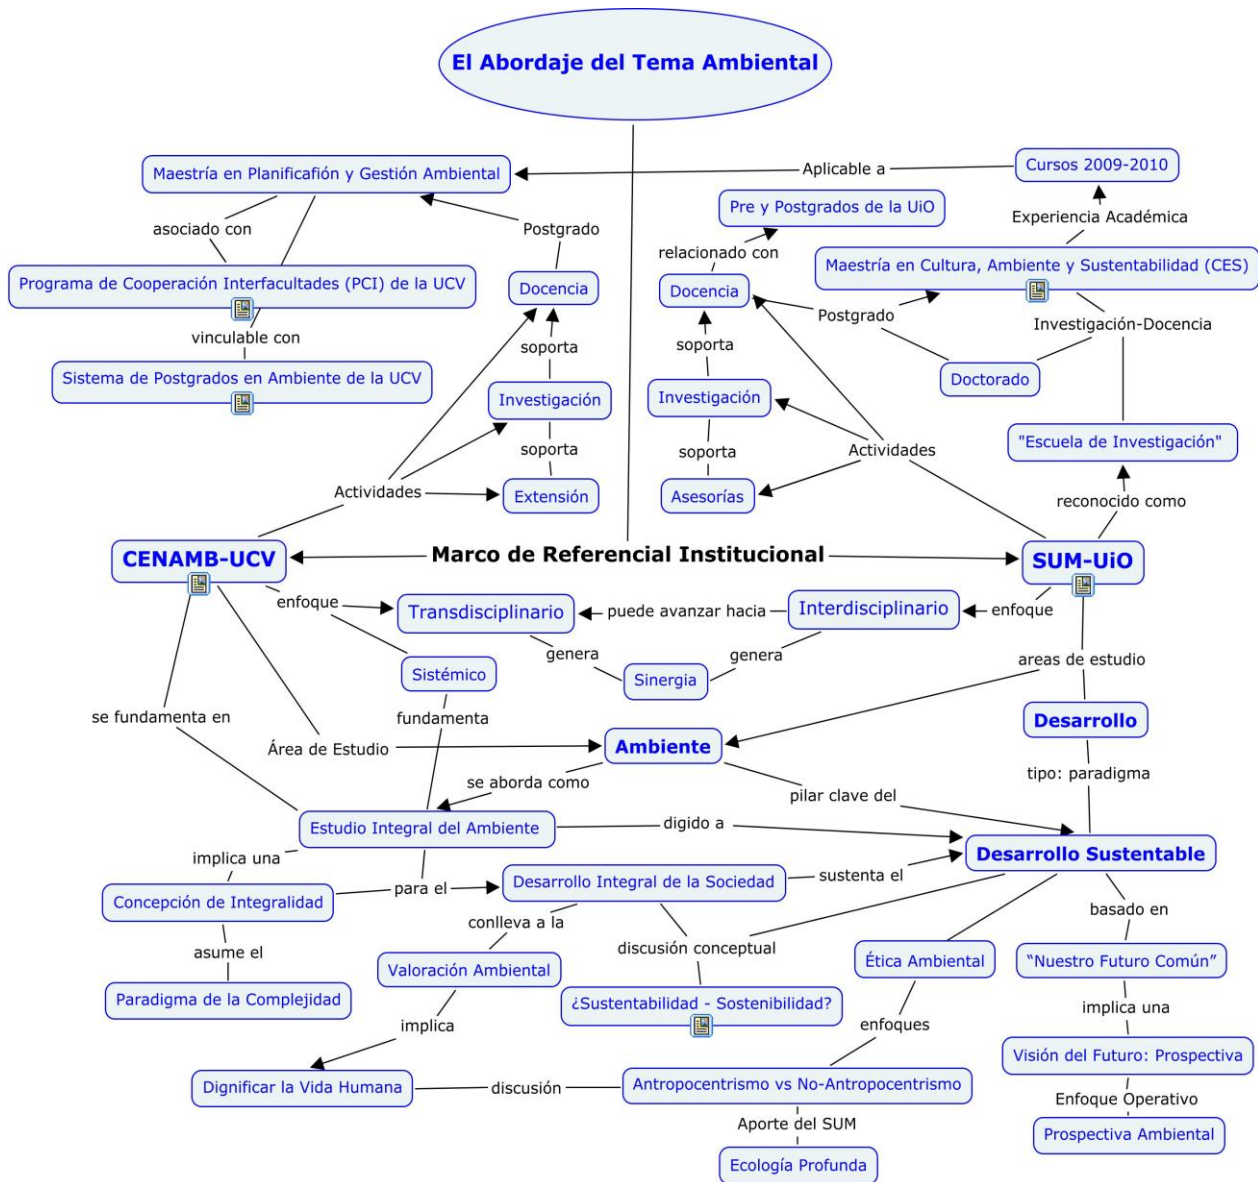 El Abordaje del Tema Ambiental
Maestría en Planificafión y Gestión Ambiental
Aplicable a
Cursos 2009-2010
Pre y Postgrados de la UiO
Experiencia Académica
asociado con
Postgrado
relacionado con
Maestría en Cultura, Ambiente y Sustentabilidad (CES)
Programa de Cooperación Interfacultades (PCI) de la UCV
Docencia
Docencia
Postgrado
Investigación-Docencia
vinculable con
soporta
soporta
Sistema de Postgrados en Ambiente de la UCV
Doctorado
Investigación
Investigación
"Escuela de Investigación"
soporta
soporta
Actividades
Actividades
Extensión
Asesorías
reconocido como
CENAMB-UCV
Marco de Referencial Institucional
SUM-UiO
enfoque
Transdisciplinario
puede avanzar hacia
Interdisciplinario
enfoque
genera
genera
Sistémico
Sinergia
areas de estudio
se fundamenta en
fundamenta
Desarrollo
Área de Estudio
Ambiente
se aborda como
tipo: paradigma
pilar clave del
Estudio Integral del Ambiente
digido a
Desarrollo Sustentable
implica una
Concepción de Integralidad
para el
Desarrollo Integral de la Sociedad
sustenta el
basado en
conlleva a la
asume el
discusión conceptual
Valoración Ambiental
Ética Ambiental
“Nuestro Futuro Común”
Paradigma de la Complejidad
¿Sustentabilidad - Sostenibilidad?
implica
enfoques
implica una
Visión del Futuro: Prospectiva
Dignificar la Vida Humana
discusión
Antropocentrismo vs No-Antropocentrismo
Enfoque Operativo
Aporte del SUM
Prospectiva Ambiental
Ecología Profunda